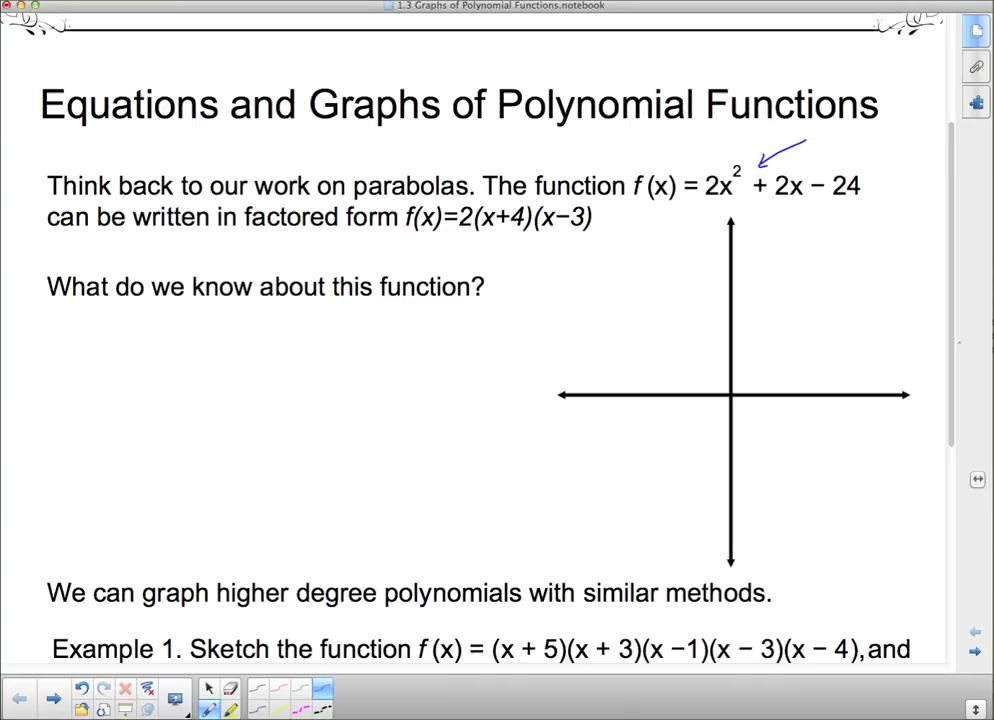 1.3 Graphs of Polynomial Functions.notebook
Equations and Graphs of Polynomial Functions
Think back to our work on parabolas. The function f (x) = 2x² + 2x − 24
can be written in factored form f(x)=2(x+4)(x−3)
What do we know about this function?
We can graph higher degree polynomials with similar methods.
Example 1. Sketch the function f (x) = (x + 5)(x + 3)(x −1)(x − 3)(x − 4), and